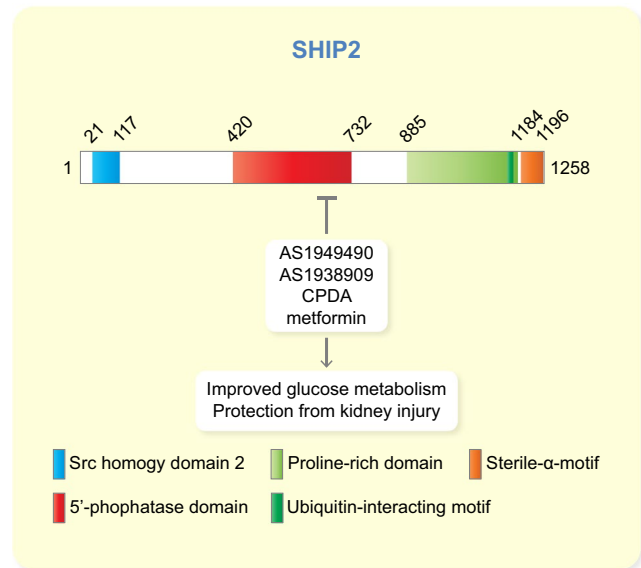 SHIP2
21 117 420 732 885 1184 1196
1 1258
AS1949490
AS1938909
CPDA
metformin
Improved glucose metabolism
Protection from kidney injury
Src homogy domain 2 Proline-rich domain Sterile-α-motif
5'-phophatase domain Ubiquitin-interacting motif